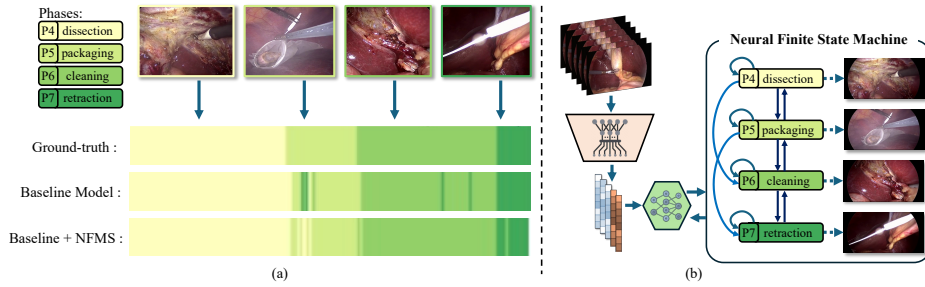 Phases:
P4 dissection
P5 packaging
P6 cleaning
P7 retraction
Ground-truth :
Baseline Model :
Baseline + NFMS :
(a)
Neural Finite State Machine
P4 dissection
P5 packaging
P6 cleaning
P7 retraction
(b)